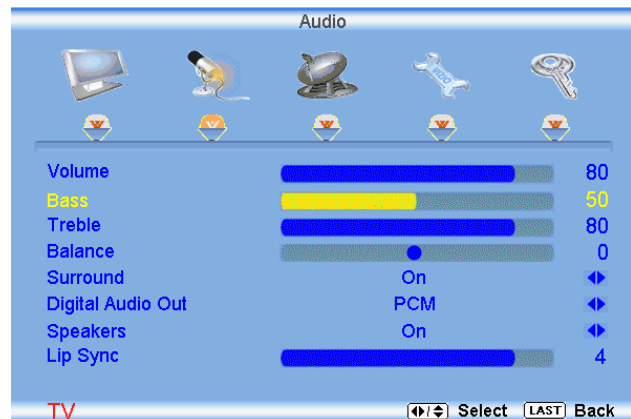 Audio
Volume 80
Bass 50
Treble 80
Balance 0
Surround On
Digital Audio Out PCM
Speakers On
Lip Sync 4
TV Select LAST Back